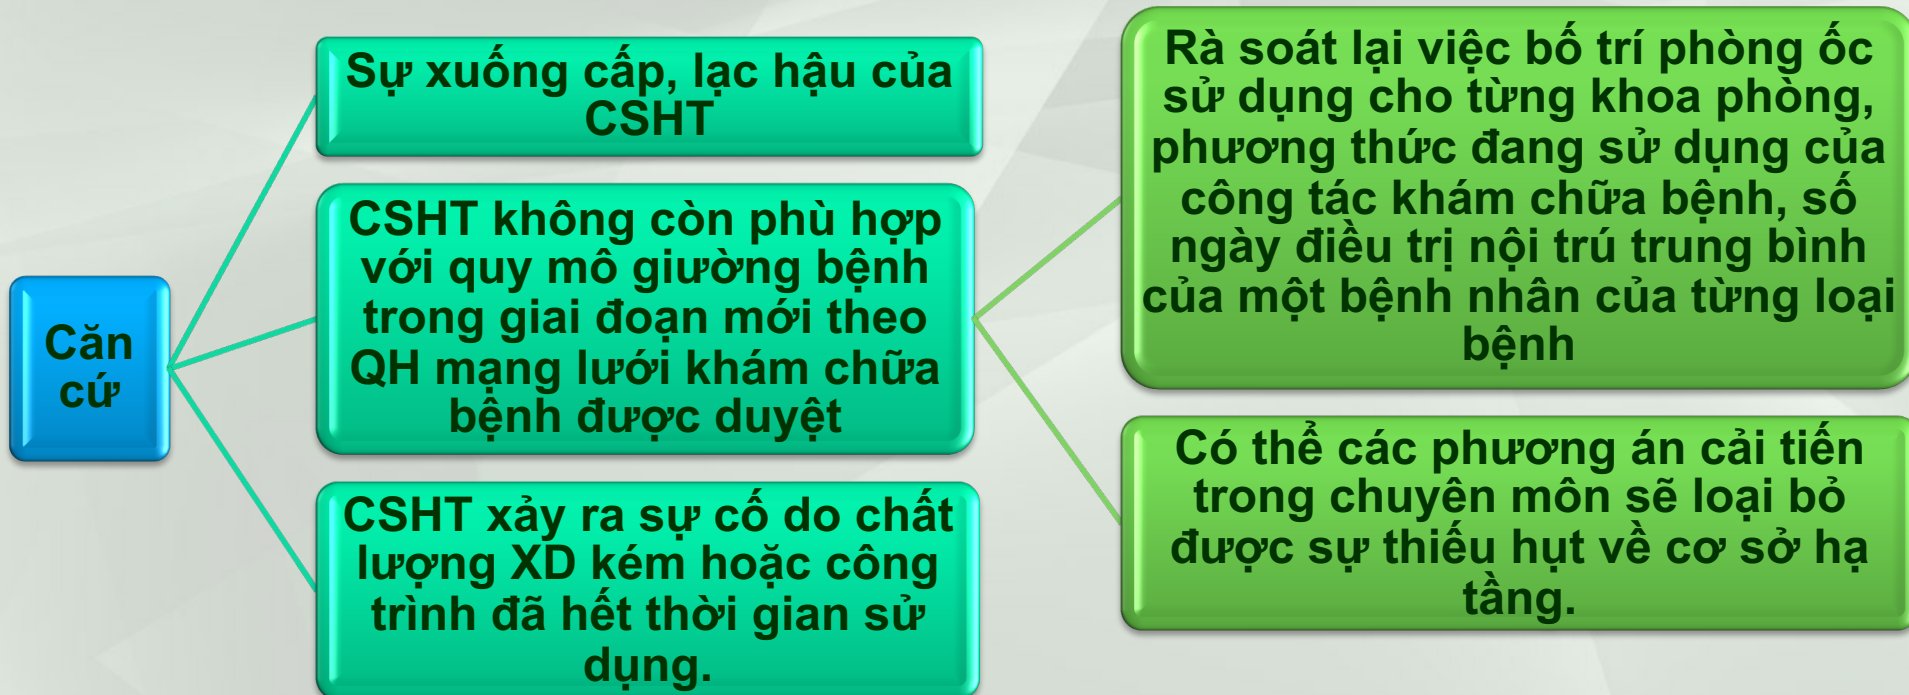 Căn
cứ
Sự xuống cấp, lạc hậu của
CSHT
CSHT không còn phù hợp
với quy mô giường bệnh
trong giai đoạn mới theo
QH mạng lưới khám chữa
bệnh được duyệt
CSHT xảy ra sự cố do chất
lượng XD kém hoặc công
trình đã hết thời gian sử
dụng.
Rà soát lại việc bố trí phòng ốc
sử dụng cho từng khoa phòng,
phương thức đang sử dụng của
công tác khám chữa bệnh, số
ngày điều trị nội trú trung bình
của một bệnh nhân của từng loại
bệnh
Có thể các phương án cải tiến
trong chuyên môn sẽ loại bỏ
được sự thiếu hụt về cơ sở hạ
tầng.